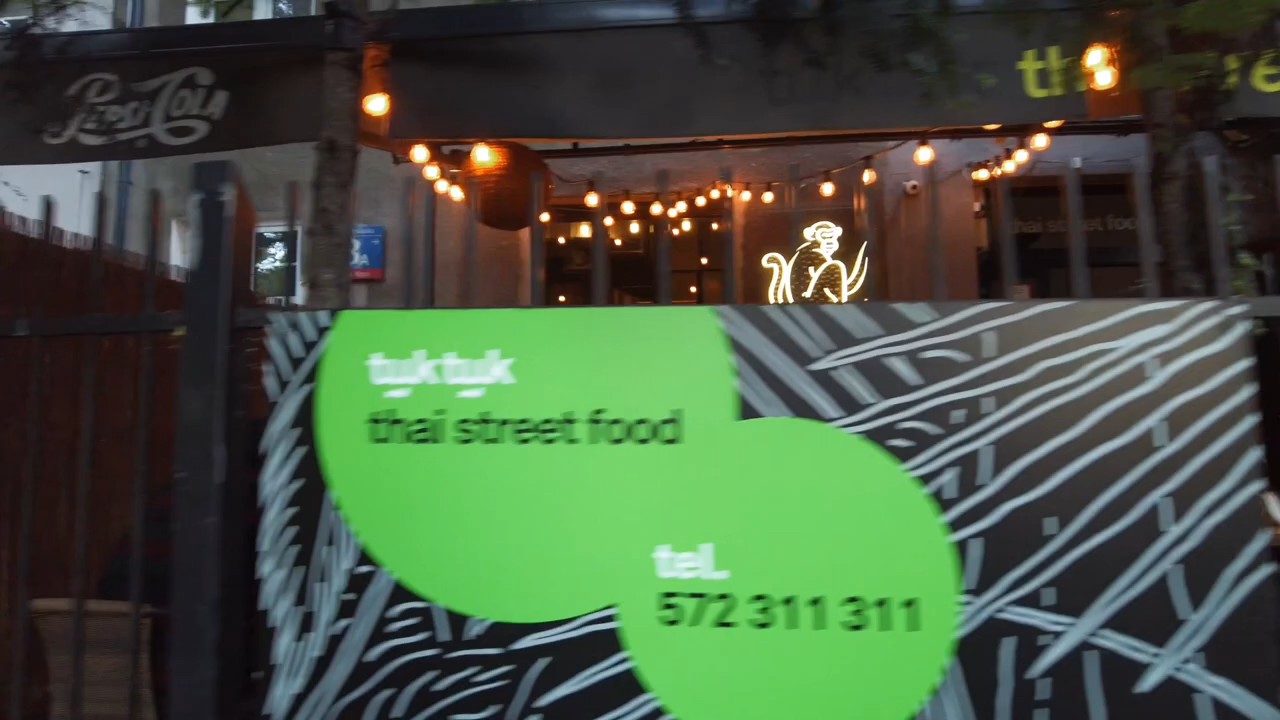 PEPSI-COLA
thai street food
tuk tuk
thai street food
tel.
572 311 311